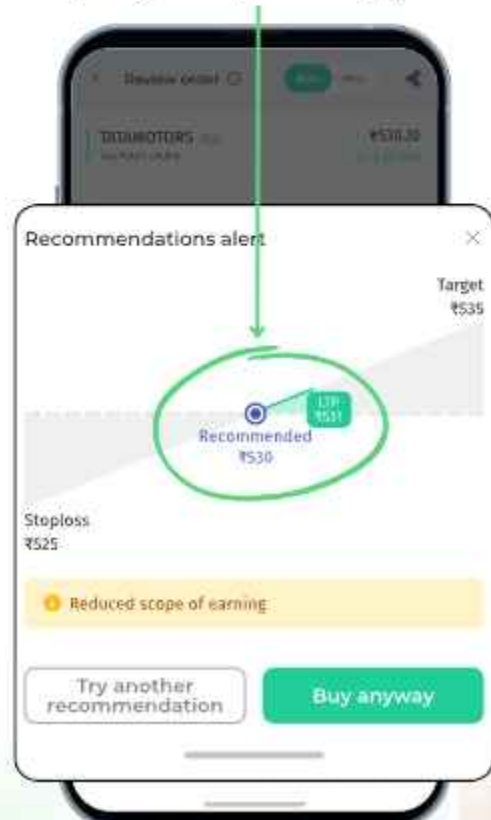 Review order
TATAMOTORS
₹530.20
Recommendations alert
Target
₹535
LTP
₹531
Recommended
₹530
Stoploss
₹525
Reduced scope of earning
Try another
recommendation
Buy anyway